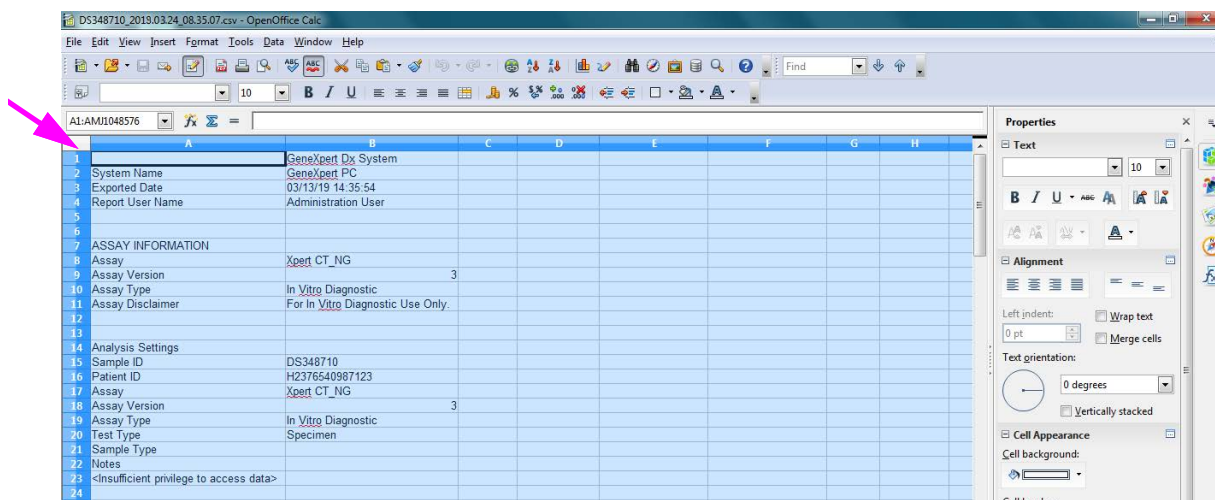 DS348710_2019.03.24_08.35.07.csv - OpenOffice Calc
File Edit View Insert Format Tools Data Window Help
Find
10
A1:AMJ1048576
A B C D E F G H
1 GeneXpert Dx System
2 System Name GeneXpert PC
3 Exported Date 03/13/19 14:35:54
4 Report User Name Administration User
5
6
7 ASSAY INFORMATION
8 Assay Xpert CT_NG
9 Assay Version 3
10 Assay Type In Vitro Diagnostic
11 Assay Disclaimer For In Vitro Diagnostic Use Only.
12
13
14 Analysis Settings
15 Sample ID DS348710
16 Patient ID H2376540987123
17 Assay Xpert CT_NG
18 Assay Version 3
19 Assay Type In Vitro Diagnostic
20 Test Type Specimen
21 Sample Type
22 Notes
23 <Insufficient privilege to access data>
24
Properties
Text
10
Alignment
Left indent:
Wrap text
0 pt
Merge cells
Text orientation:
0 degrees
Vertically stacked
Cell Appearance
Cell background: